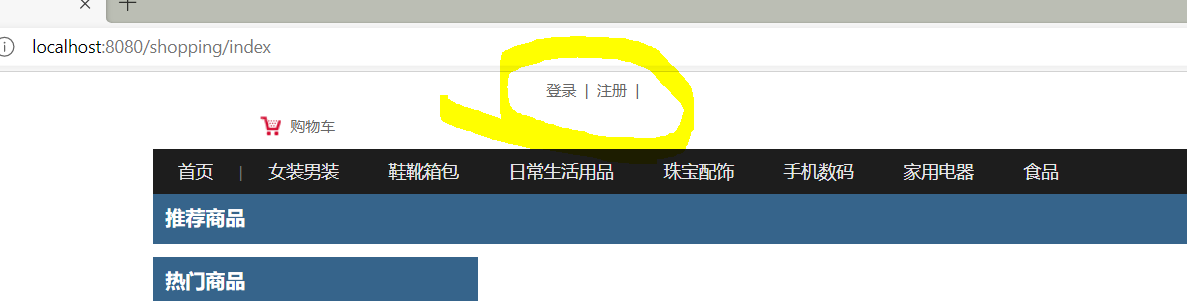 localhost:8080/shopping/index
登录 | 注册 |
购物车
首页 | 女装男装 鞋靴箱包 日常生活用品 珠宝配饰 手机数码 家用电器 食品
推荐商品
热门商品